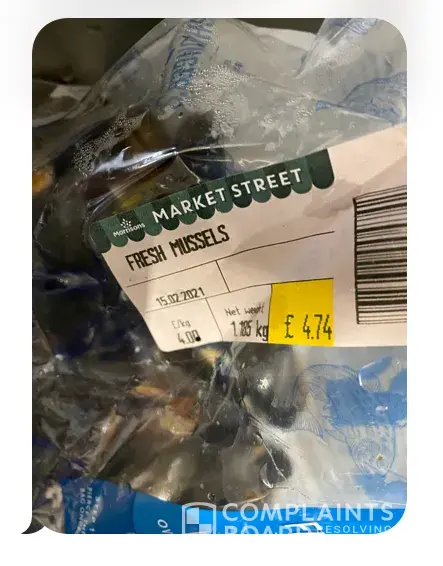 Morrisons
MARKET STREET
FRESH MUSSELS
15.02.2021
£/kg
4.00
Net weight
1.185 kg
£ 4.74
COMPLAINTS
BOARD
RESOLVING